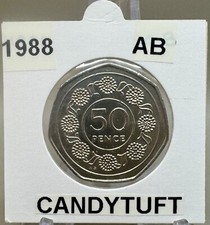 1988 AB
50
PENCE
CANDYTUFT